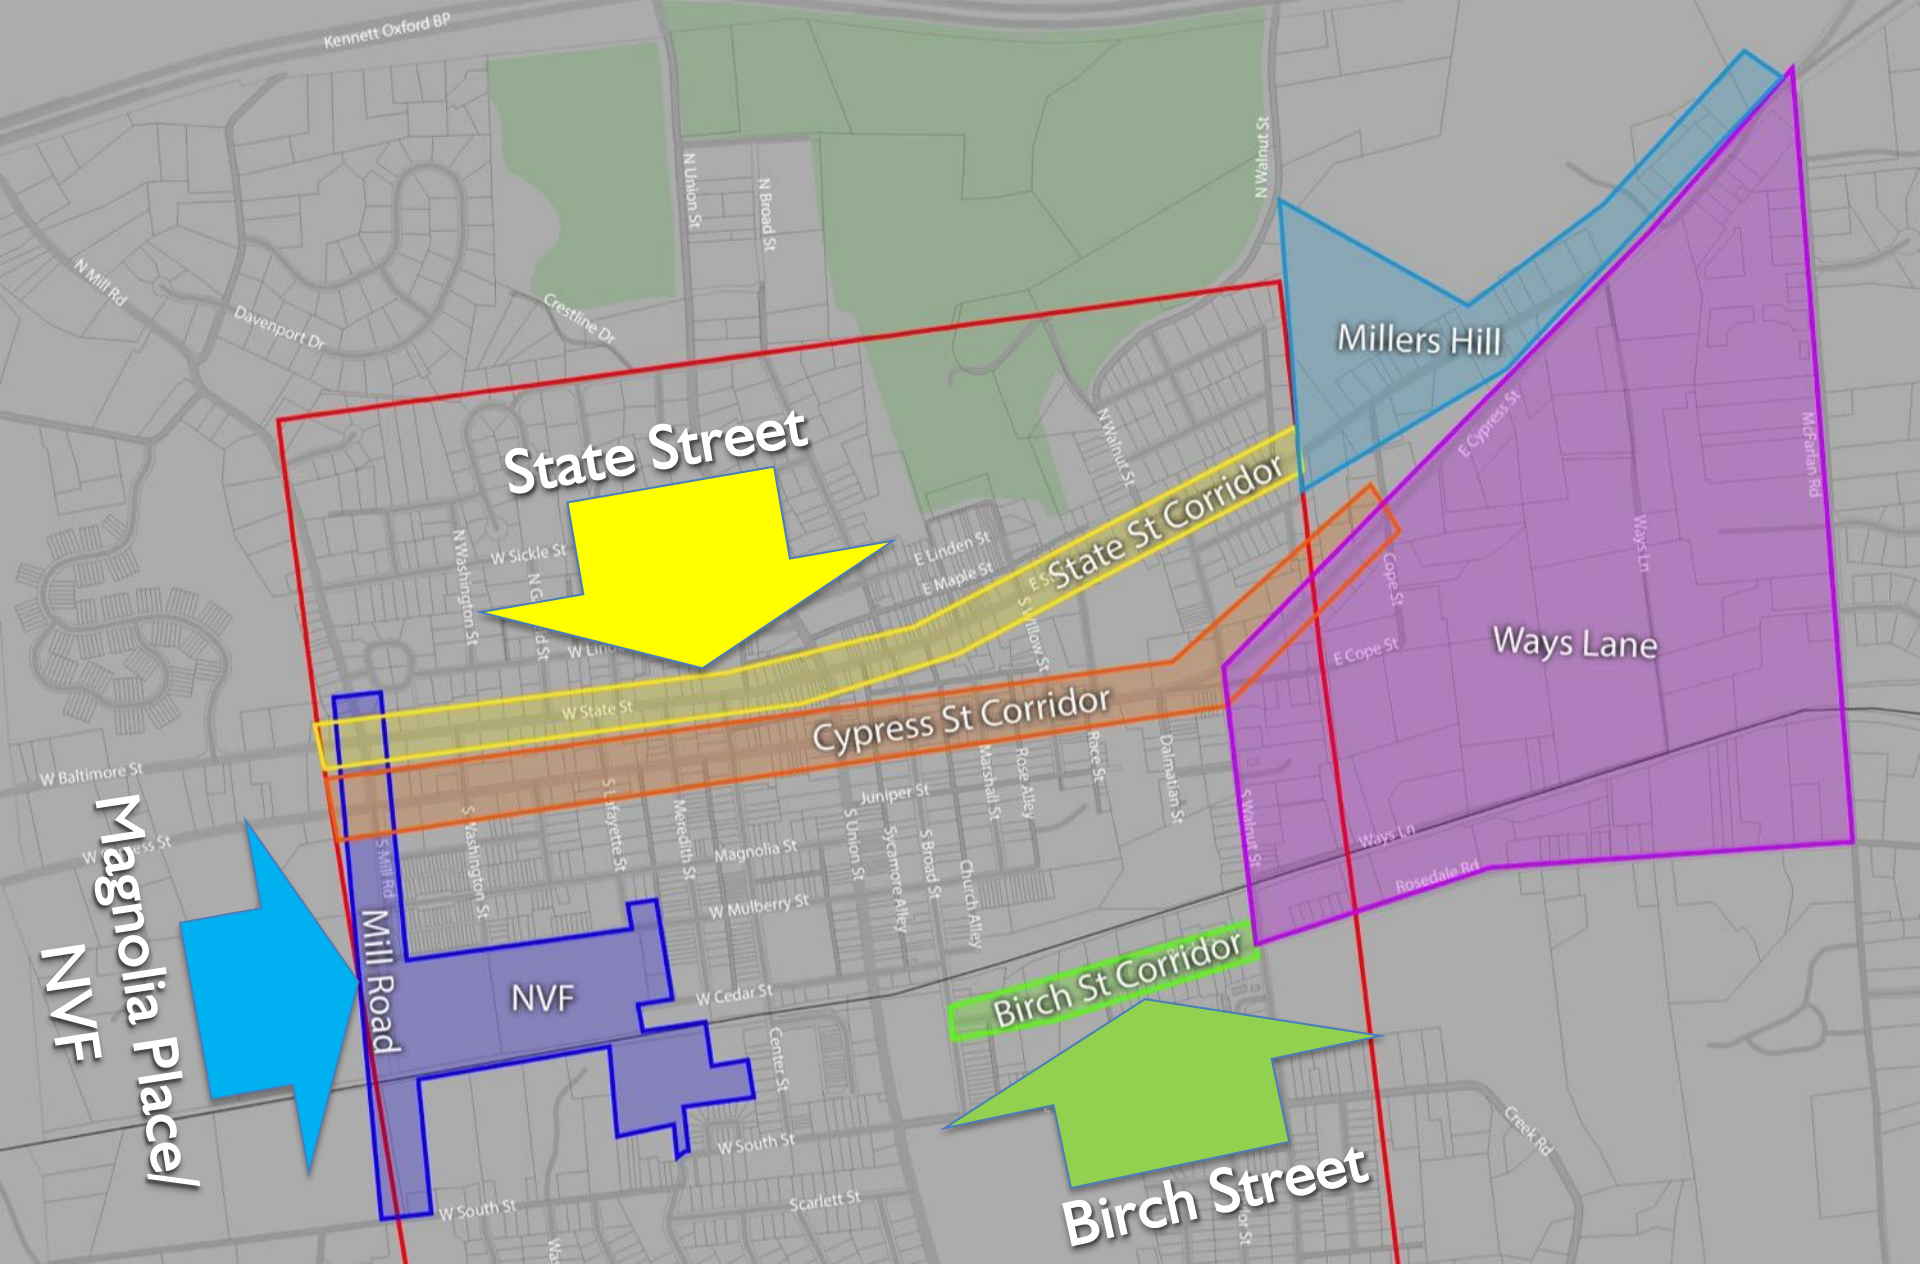 Kennett Oxford BP
N Union St
N Broad St
N Walnut St
N Mill Rd
Davenport Dr
Crestline Dr
Millers Hill
State Street
N Walnut St
E Cypress St
McFarlan Rd
State St Corridor
N Washington St
W Sickle St
E Linden St
E Maple St
Ways Ln
Cope St
S Willow St
E Cope St
Ways Lane
W State St
Cypress St Corridor
W Baltimore St
Marshall St
Rose Alley
Race St
Dalmatian St
Juniper St
S Washington St
Meredith St
S Union St
Sycamore Alley
S Broad St
Church Alley
Magnolia St
S Walnut St
Ways Ln
Rosedale Rd
S Mill Rd
W Mulberry St
Magnolia Place/
NVF
Mill Road
NVF
W Cedar St
Birch St Corridor
Center St
W South St
Creek Rd
Birch Street
Scarlett St
W South St